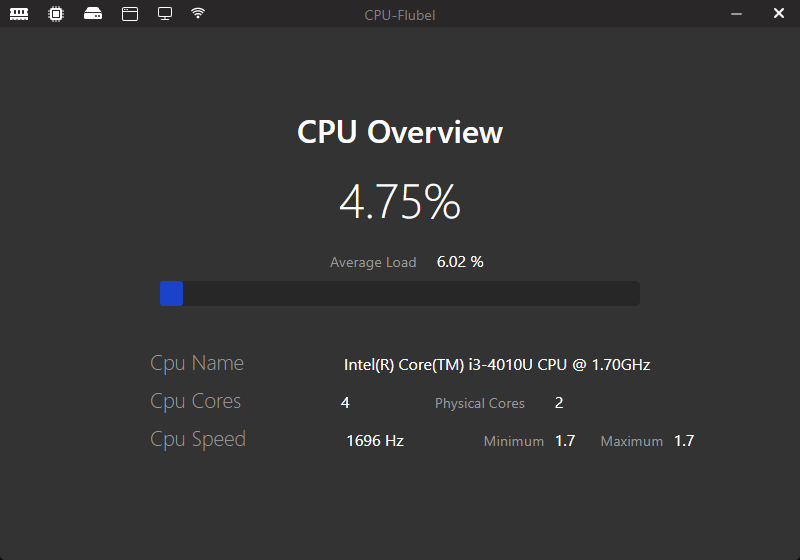 CPU-Flubel
CPU Overview
4.75%
Average Load 6.02 %
Cpu Name Intel(R) Core(TM) i3-4010U CPU @ 1.70GHz
Cpu Cores 4 Physical Cores 2
Cpu Speed 1696 Hz Minimum 1.7 Maximum 1.7